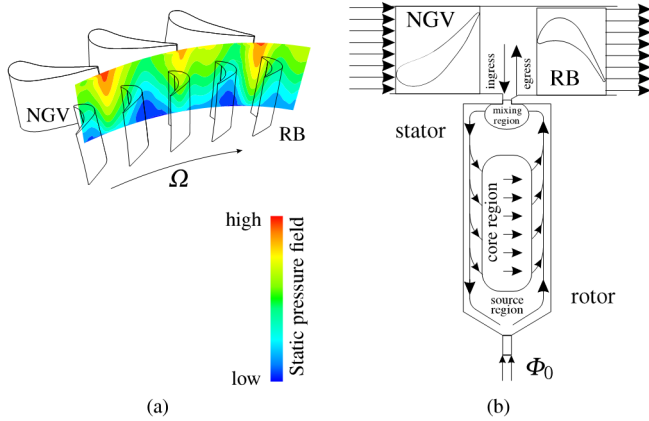 NGV
RB
Ω
high
Static pressure field
low
(a)
NGV
ingress
egress
RB
mixing
region
stator
core region
source
region
rotor
Φ0
(b)